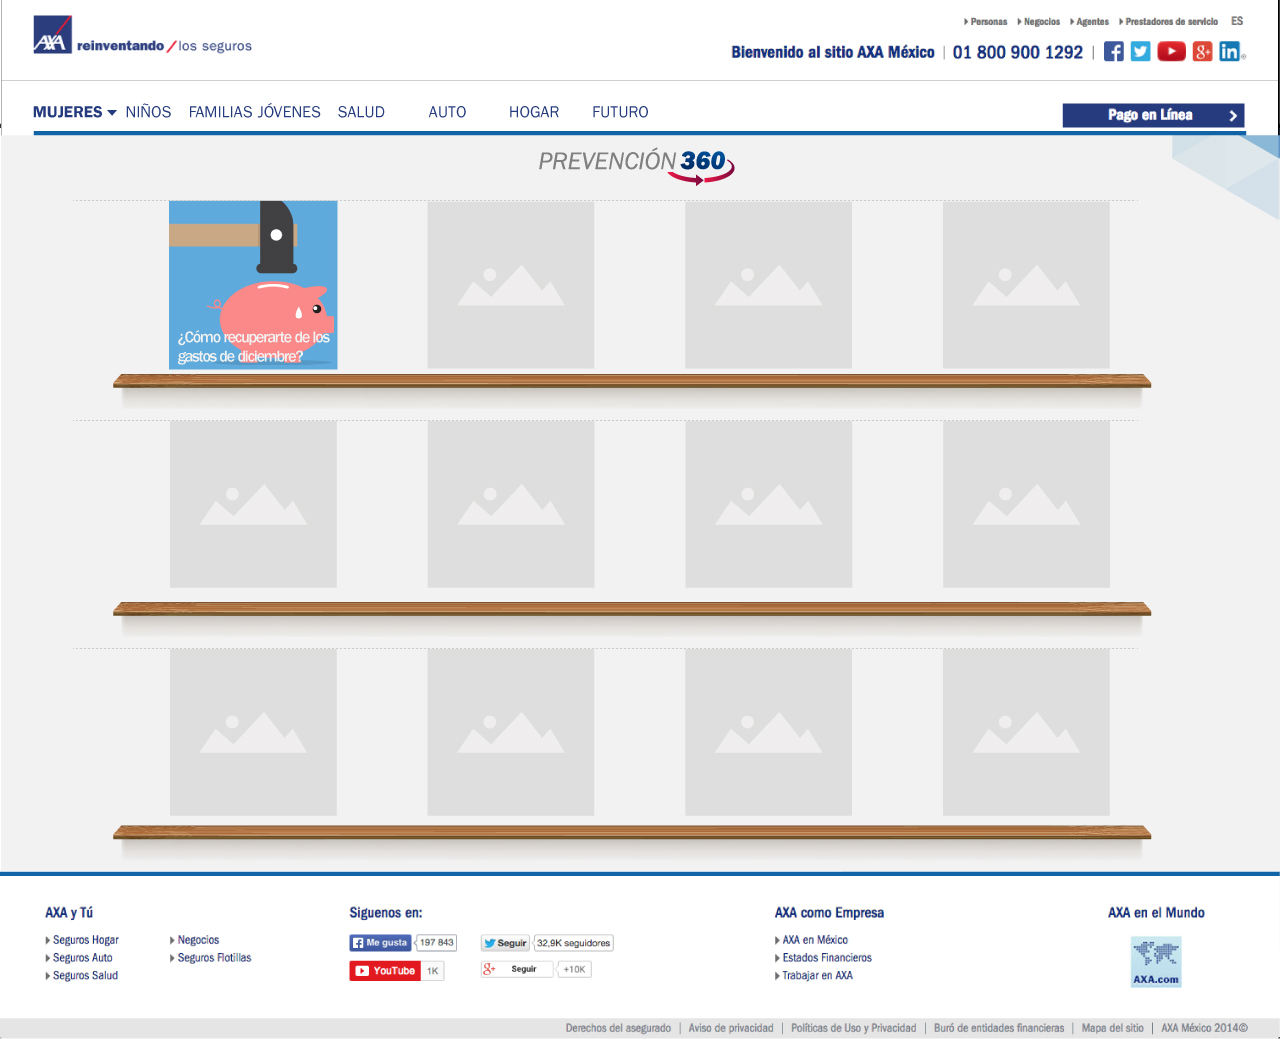 Personas Negocios Agentes Prestadores de servicio ES
AXA reinventando / los seguros
Bienvenido al sitio AXA México | 01 800 900 1292 |
MUJERES NIÑOS FAMILIAS JÓVENES SALUD AUTO HOGAR FUTURO
Pago en Línea
PREVENCIÓN 360
¿Cómo recuperarte de los
gastos de diciembre?
AXA y Tú
Seguros Hogar
Seguros Auto
Seguros Salud
Negocios
Seguros Flotillas
Siguenos en:
Me gusta 197 843
Seguir 32,9K seguidores
YouTube 1K
Seguir +10K
AXA como Empresa
AXA en México
Estados Financieros
Trabajar en AXA
AXA en el Mundo
AXA.com
Derechos del asegurado | Aviso de privacidad | Políticas de Uso y Privacidad | Buró de entidades financieras | Mapa del sitio | AXA México 2014©